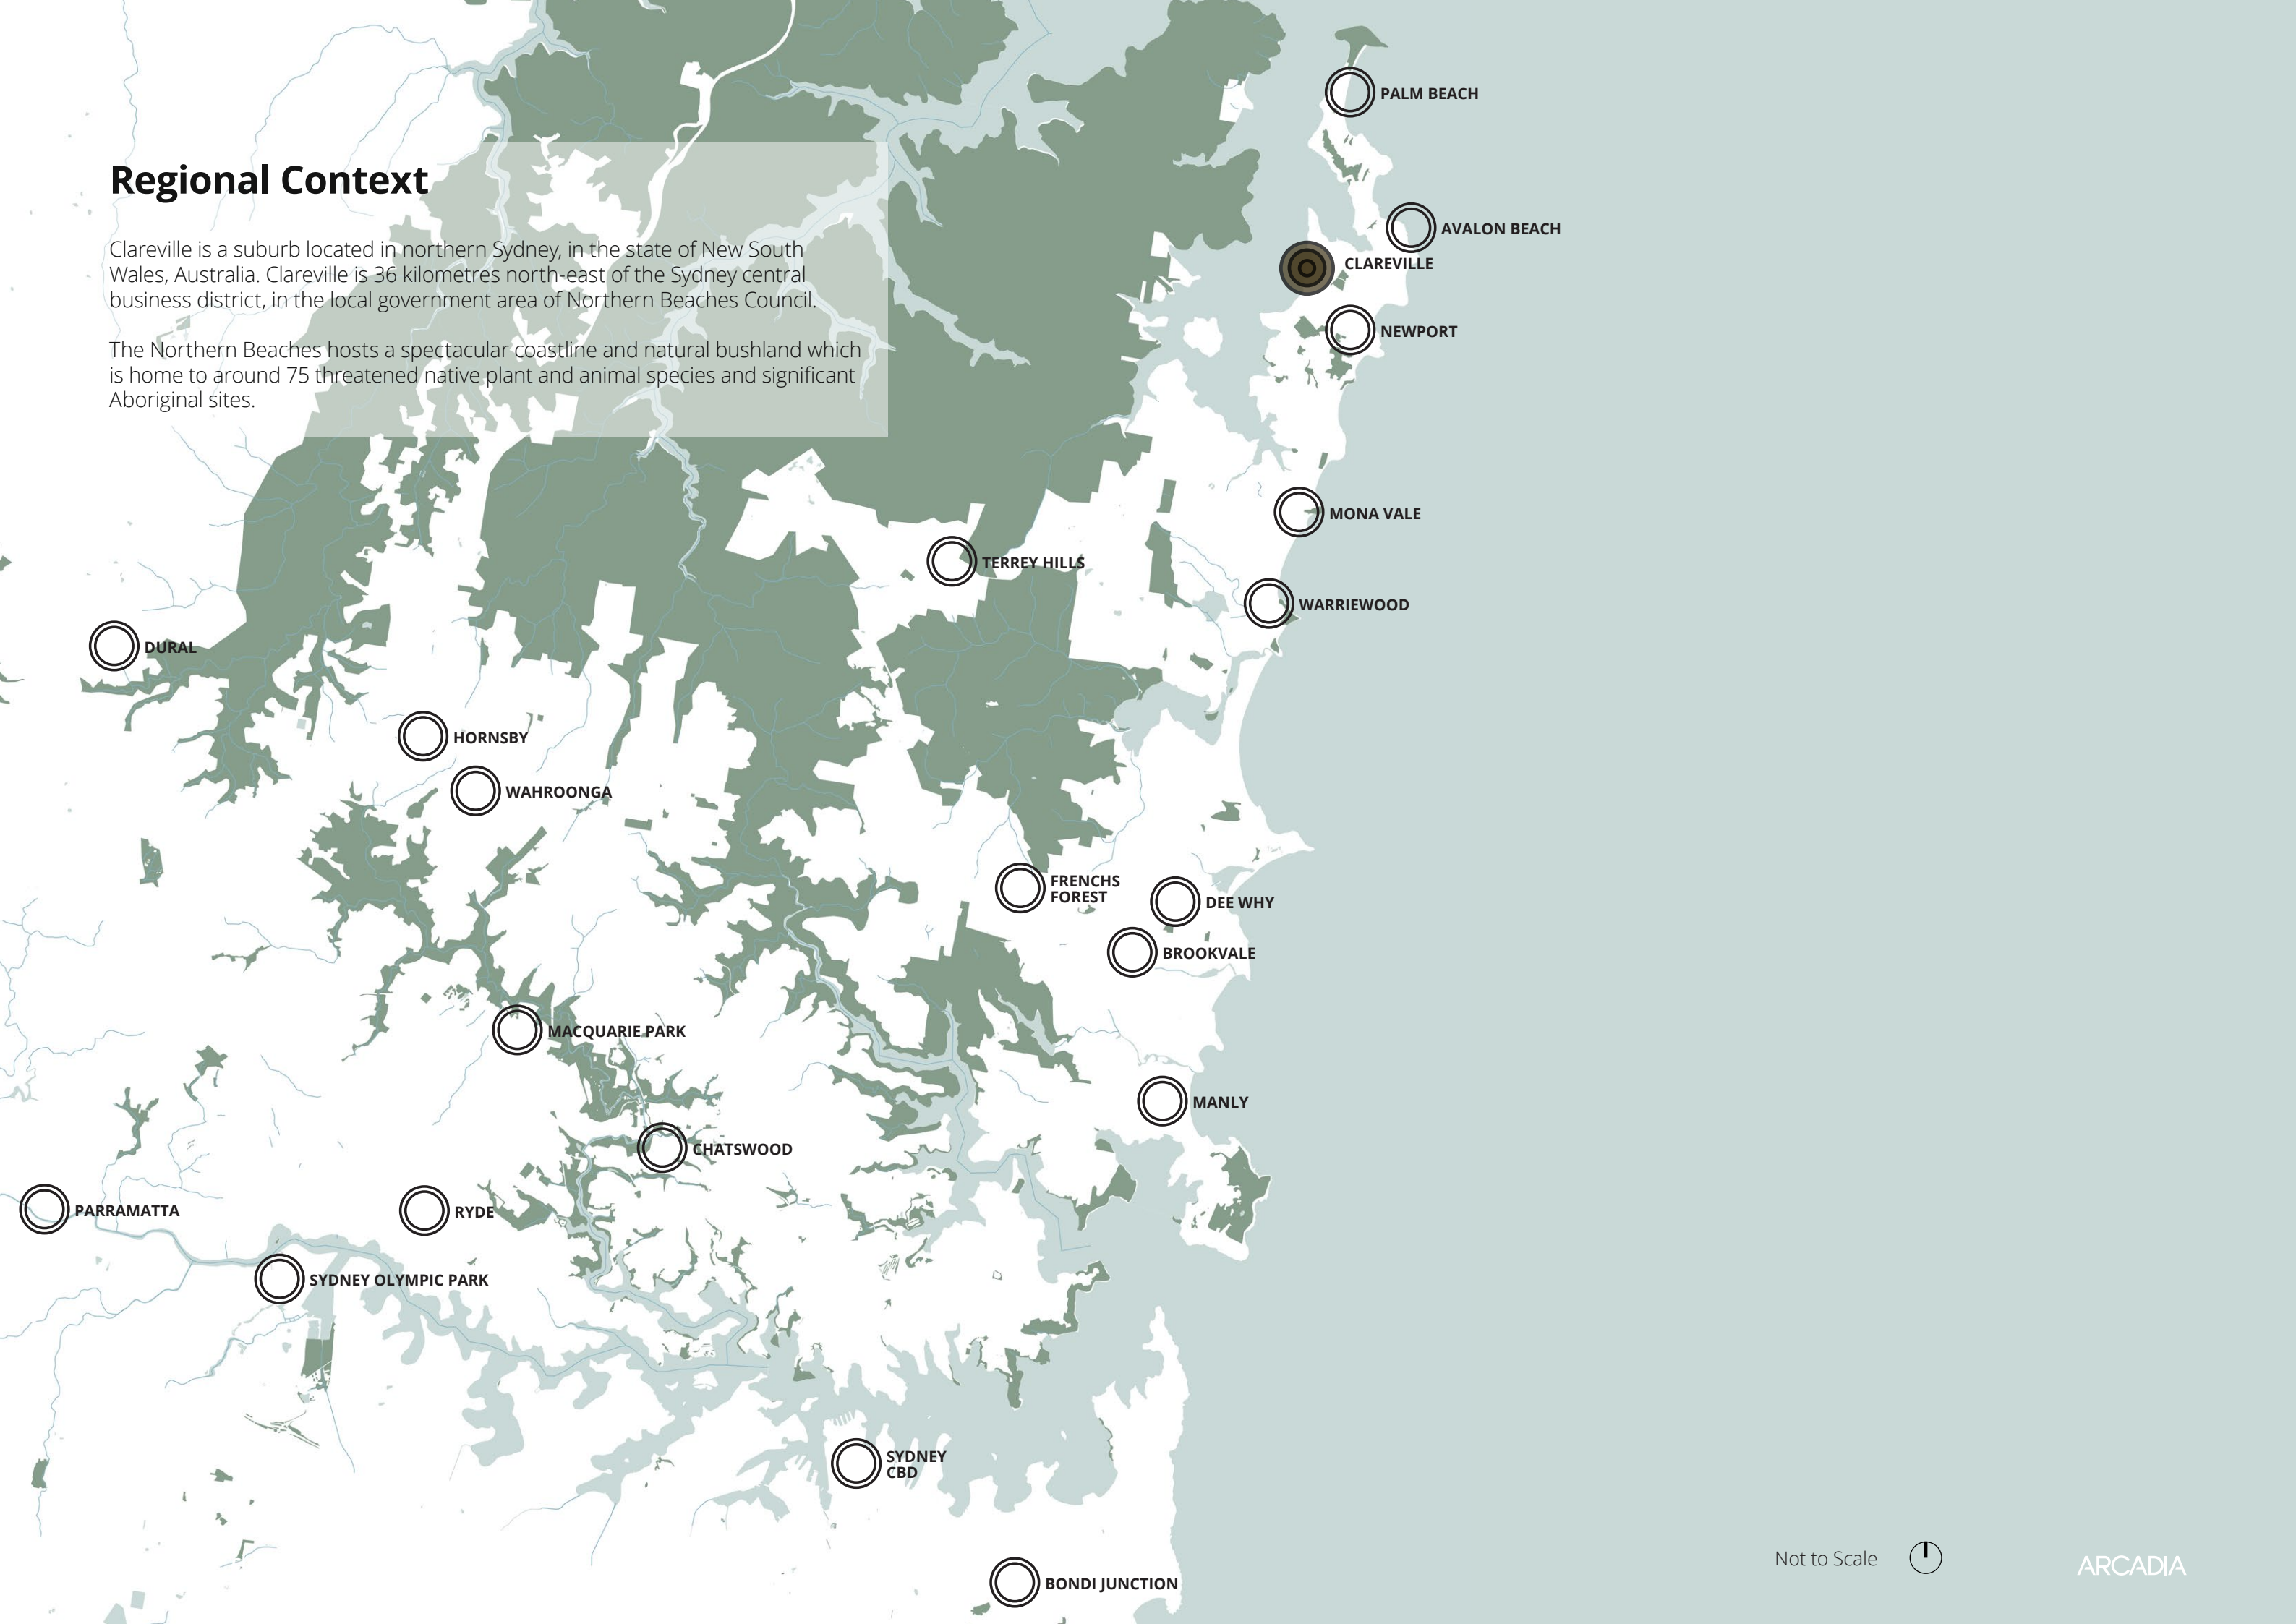 Regional Context
Clareville is a suburb located in northern Sydney, in the state of New South
Wales, Australia. Clareville is 36 kilometres north-east of the Sydney central
business district, in the local government area of Northern Beaches Council.
The Northern Beaches hosts a spectacular coastline and natural bushland which
is home to around 75 threatened native plant and animal species and significant
Aboriginal sites.
PALM BEACH
AVALON BEACH
CLAREVILLE
NEWPORT
MONA VALE
TERREY HILLS
WARRIEWOOD
DURAL
HORNSBY
WAHROONGA
FRENCHS
FOREST
DEE WHY
BROOKVALE
MACQUARIE PARK
MANLY
CHATSWOOD
PARRAMATTA
RYDE
SYDNEY OLYMPIC PARK
SYDNEY
CBD
BONDI JUNCTION
Not to Scale
ARCADIA